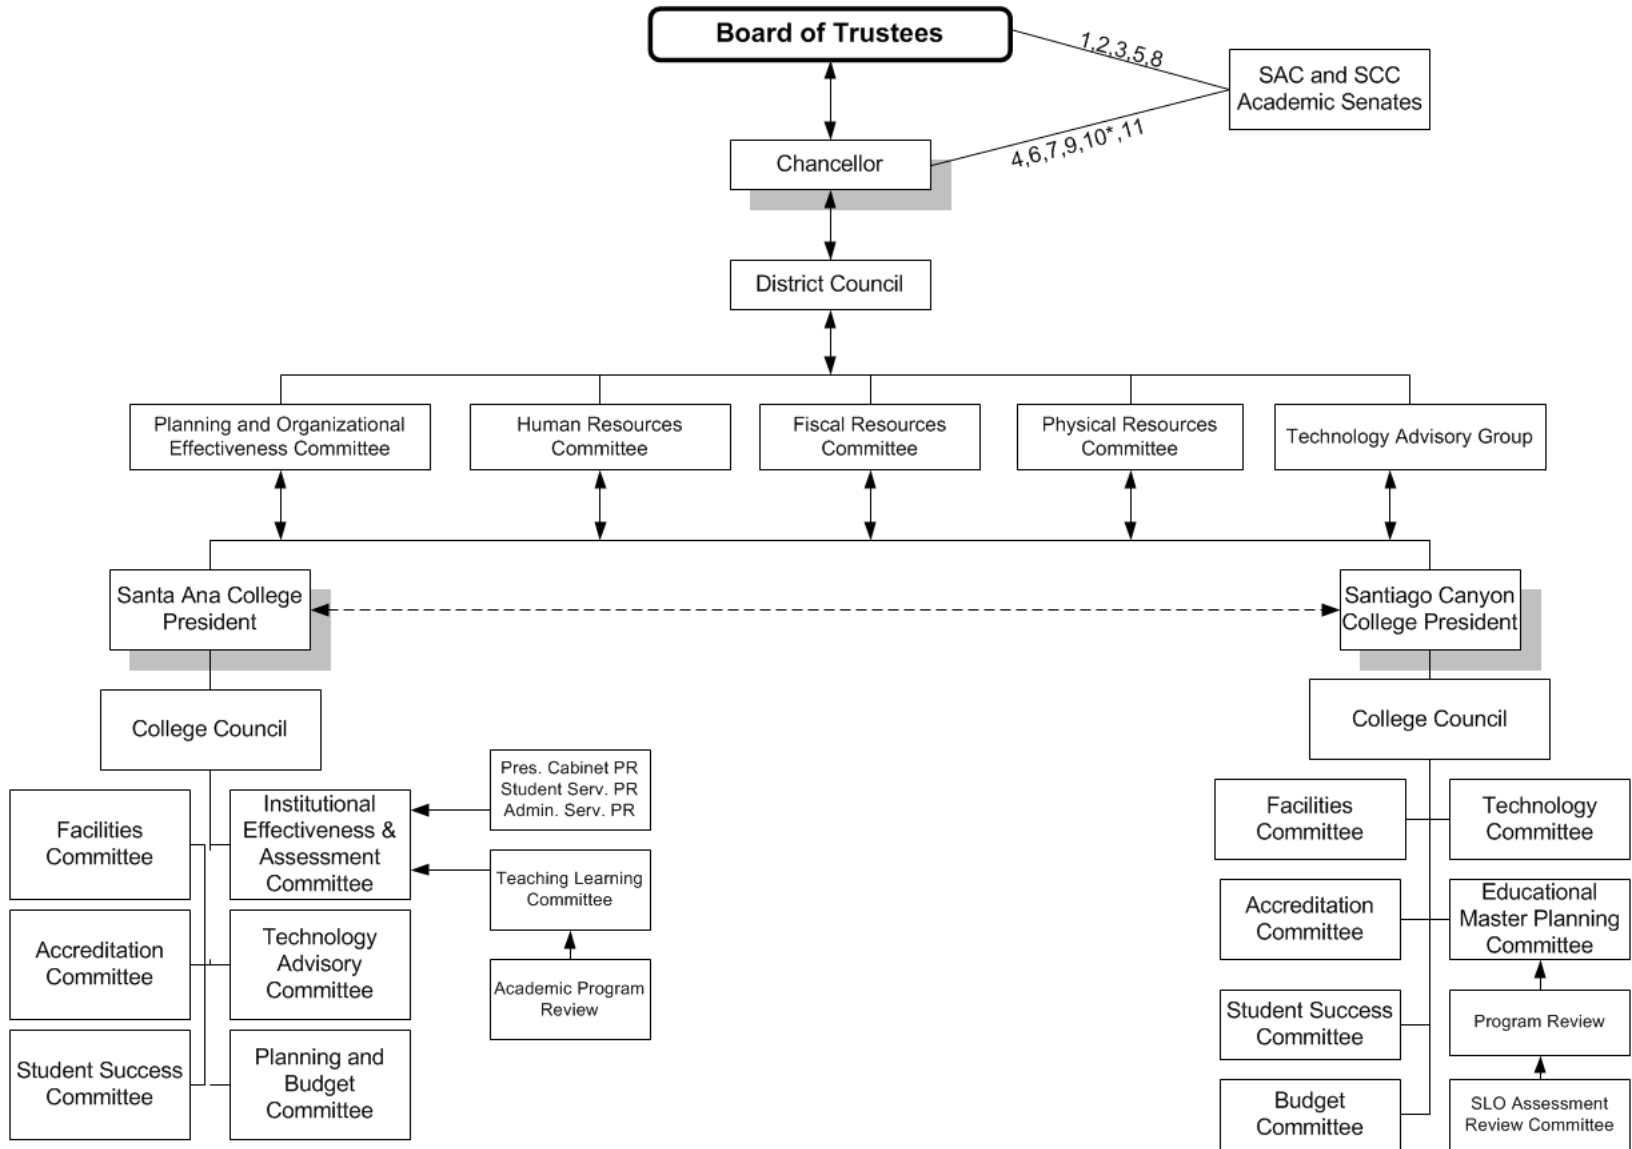 Board of Trustees
1,2,3,5,8
SAC and SCC
Academic Senates
4,6,7,9,10*,11
Chancellor
District Council
Planning and Organizational
Effectiveness Committee
Human Resources
Committee
Fiscal Resources
Committee
Physical Resources
Committee
Technology Advisory Group
Santa Ana College
President
Santiago Canyon
College President
College Council
College Council
Facilities
Committee
Institutional
Effectiveness &
Assessment
Committee
Pres. Cabinet PR
Student Serv. PR
Admin. Serv. PR
Teaching Learning
Committee
Accreditation
Committee
Technology
Advisory
Committee
Academic Program
Review
Student Success
Committee
Planning and
Budget
Committee
Facilities
Committee
Technology
Committee
Accreditation
Committee
Educational
Master Planning
Committee
Student Success
Committee
Program Review
Budget
Committee
SLO Assessment
Review Committee